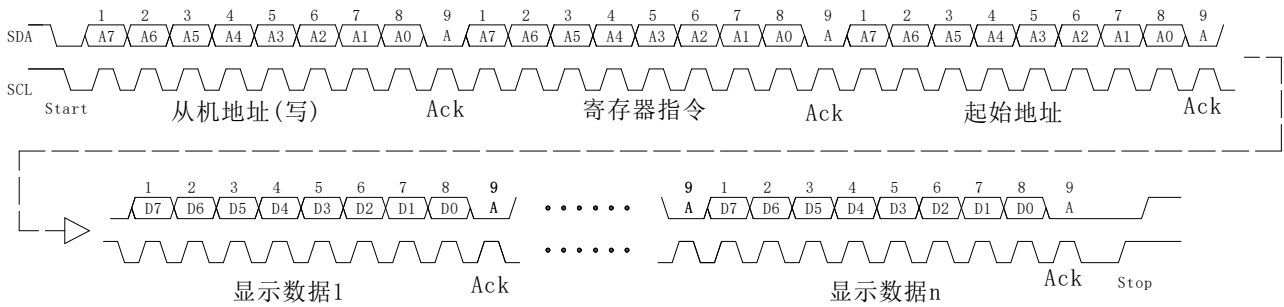 1 2 3 4 5 6 7 8 9 1 2 3 4 5 6 7 8 9 1 2 3 4 5 6 7 8 9
SDA A7 A6 A5 A4 A3 A2 A1 A0 A A7 A6 A5 A4 A3 A2 A1 A0 A A7 A6 A5 A4 A3 A2 A1 A0 A
SCL
Start 从机地址(写) Ack 寄存器指令 Ack 起始地址 Ack
1 2 3 4 5 6 7 8 9 9 1 2 3 4 5 6 7 8 9
D7 D6 D5 D4 D3 D2 D1 D0 A ...... A D7 D6 D5 D4 D3 D2 D1 D0 A
......
显示数据1 Ack 显示数据n Ack Stop